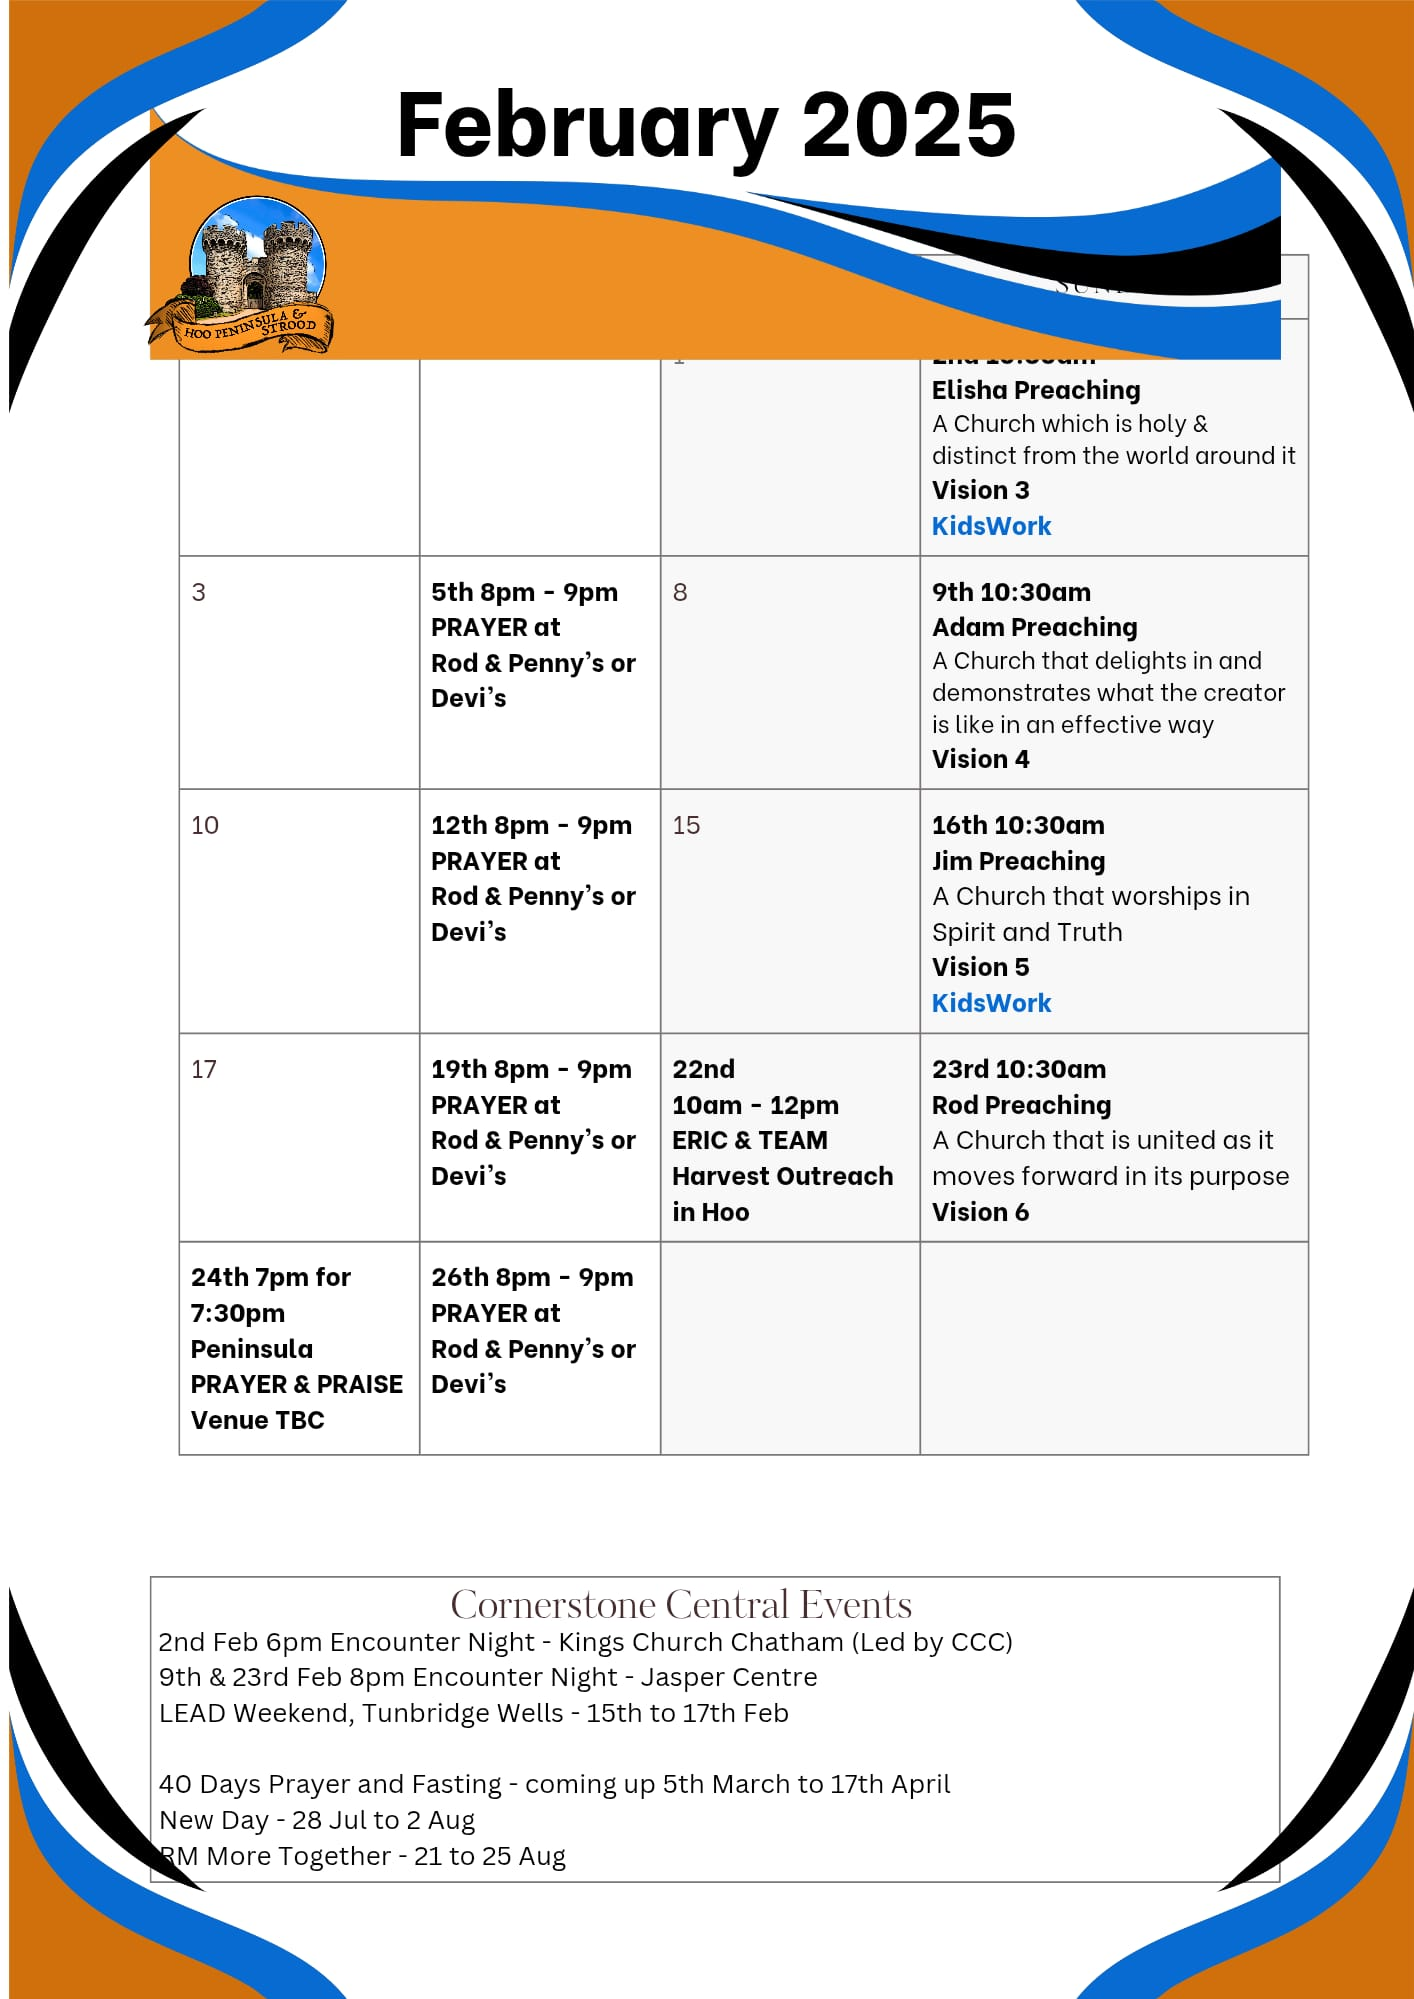 February 2025
HOO PENINSULA &
STROOD
1
Elisha Preaching
A Church which is holy &
distinct from the world around it
Vision 3
KidsWork
3
5th 8pm - 9pm
PRAYER at
Rod & Penny's or
Devi's
8
9th 10:30am
Adam Preaching
A Church that delights in and
demonstrates what the creator
is like in an effective way
Vision 4
10
12th 8pm - 9pm
PRAYER at
Rod & Penny's or
Devi's
15
16th 10:30am
Jim Preaching
A Church that worships in
Spirit and Truth
Vision 5
KidsWork
17
19th 8pm - 9pm
PRAYER at
Rod & Penny's or
Devi's
22nd
10am - 12pm
ERIC & TEAM
Harvest Outreach
in Hoo
23rd 10:30am
Rod Preaching
A Church that is united as it
moves forward in its purpose
Vision 6
24th 7pm for
7:30pm
Peninsula
PRAYER & PRAISE
Venue TBC
26th 8pm - 9pm
PRAYER at
Rod & Penny's or
Devi's
Cornerstone Central Events
2nd Feb 6pm Encounter Night - Kings Church Chatham (Led by CCC)
9th & 23rd Feb 8pm Encounter Night - Jasper Centre
LEAD Weekend, Tunbridge Wells - 15th to 17th Feb
40 Days Prayer and Fasting - coming up 5th March to 17th April
New Day - 28 Jul to 2 Aug
RM More Together - 21 to 25 Aug